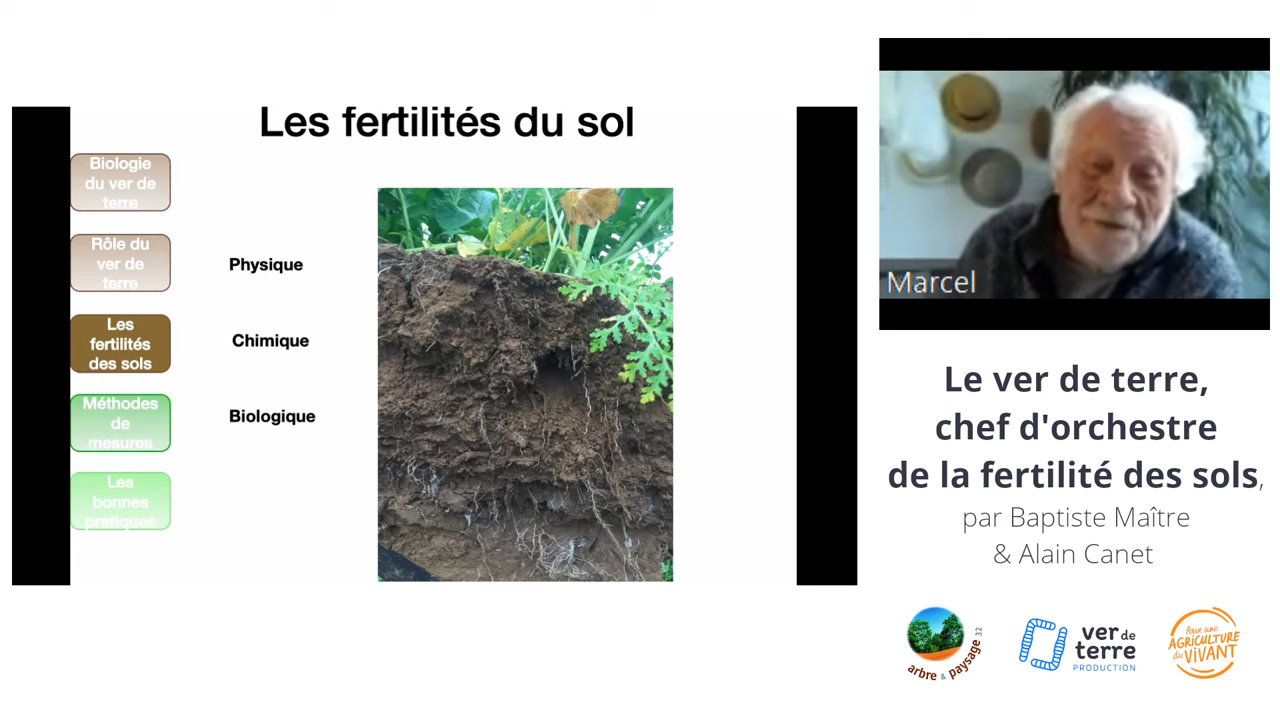 Les fertilités du sol
Biologie
du ver de
terre
Rôle du
ver de
terre
Les
fertilités
des sols
Méthodes
de
mesures
Les
bonnes
pratiques
Physique
Chimique
Biologique
Marcel
Le ver de terre,
chef d'orchestre
de la fertilité des sols,
par Baptiste Maître
& Alain Canet
arbre & paysage 32
ver de
terre
PRODUCTION
Pour une
AGRICULTURE
du VIVANT